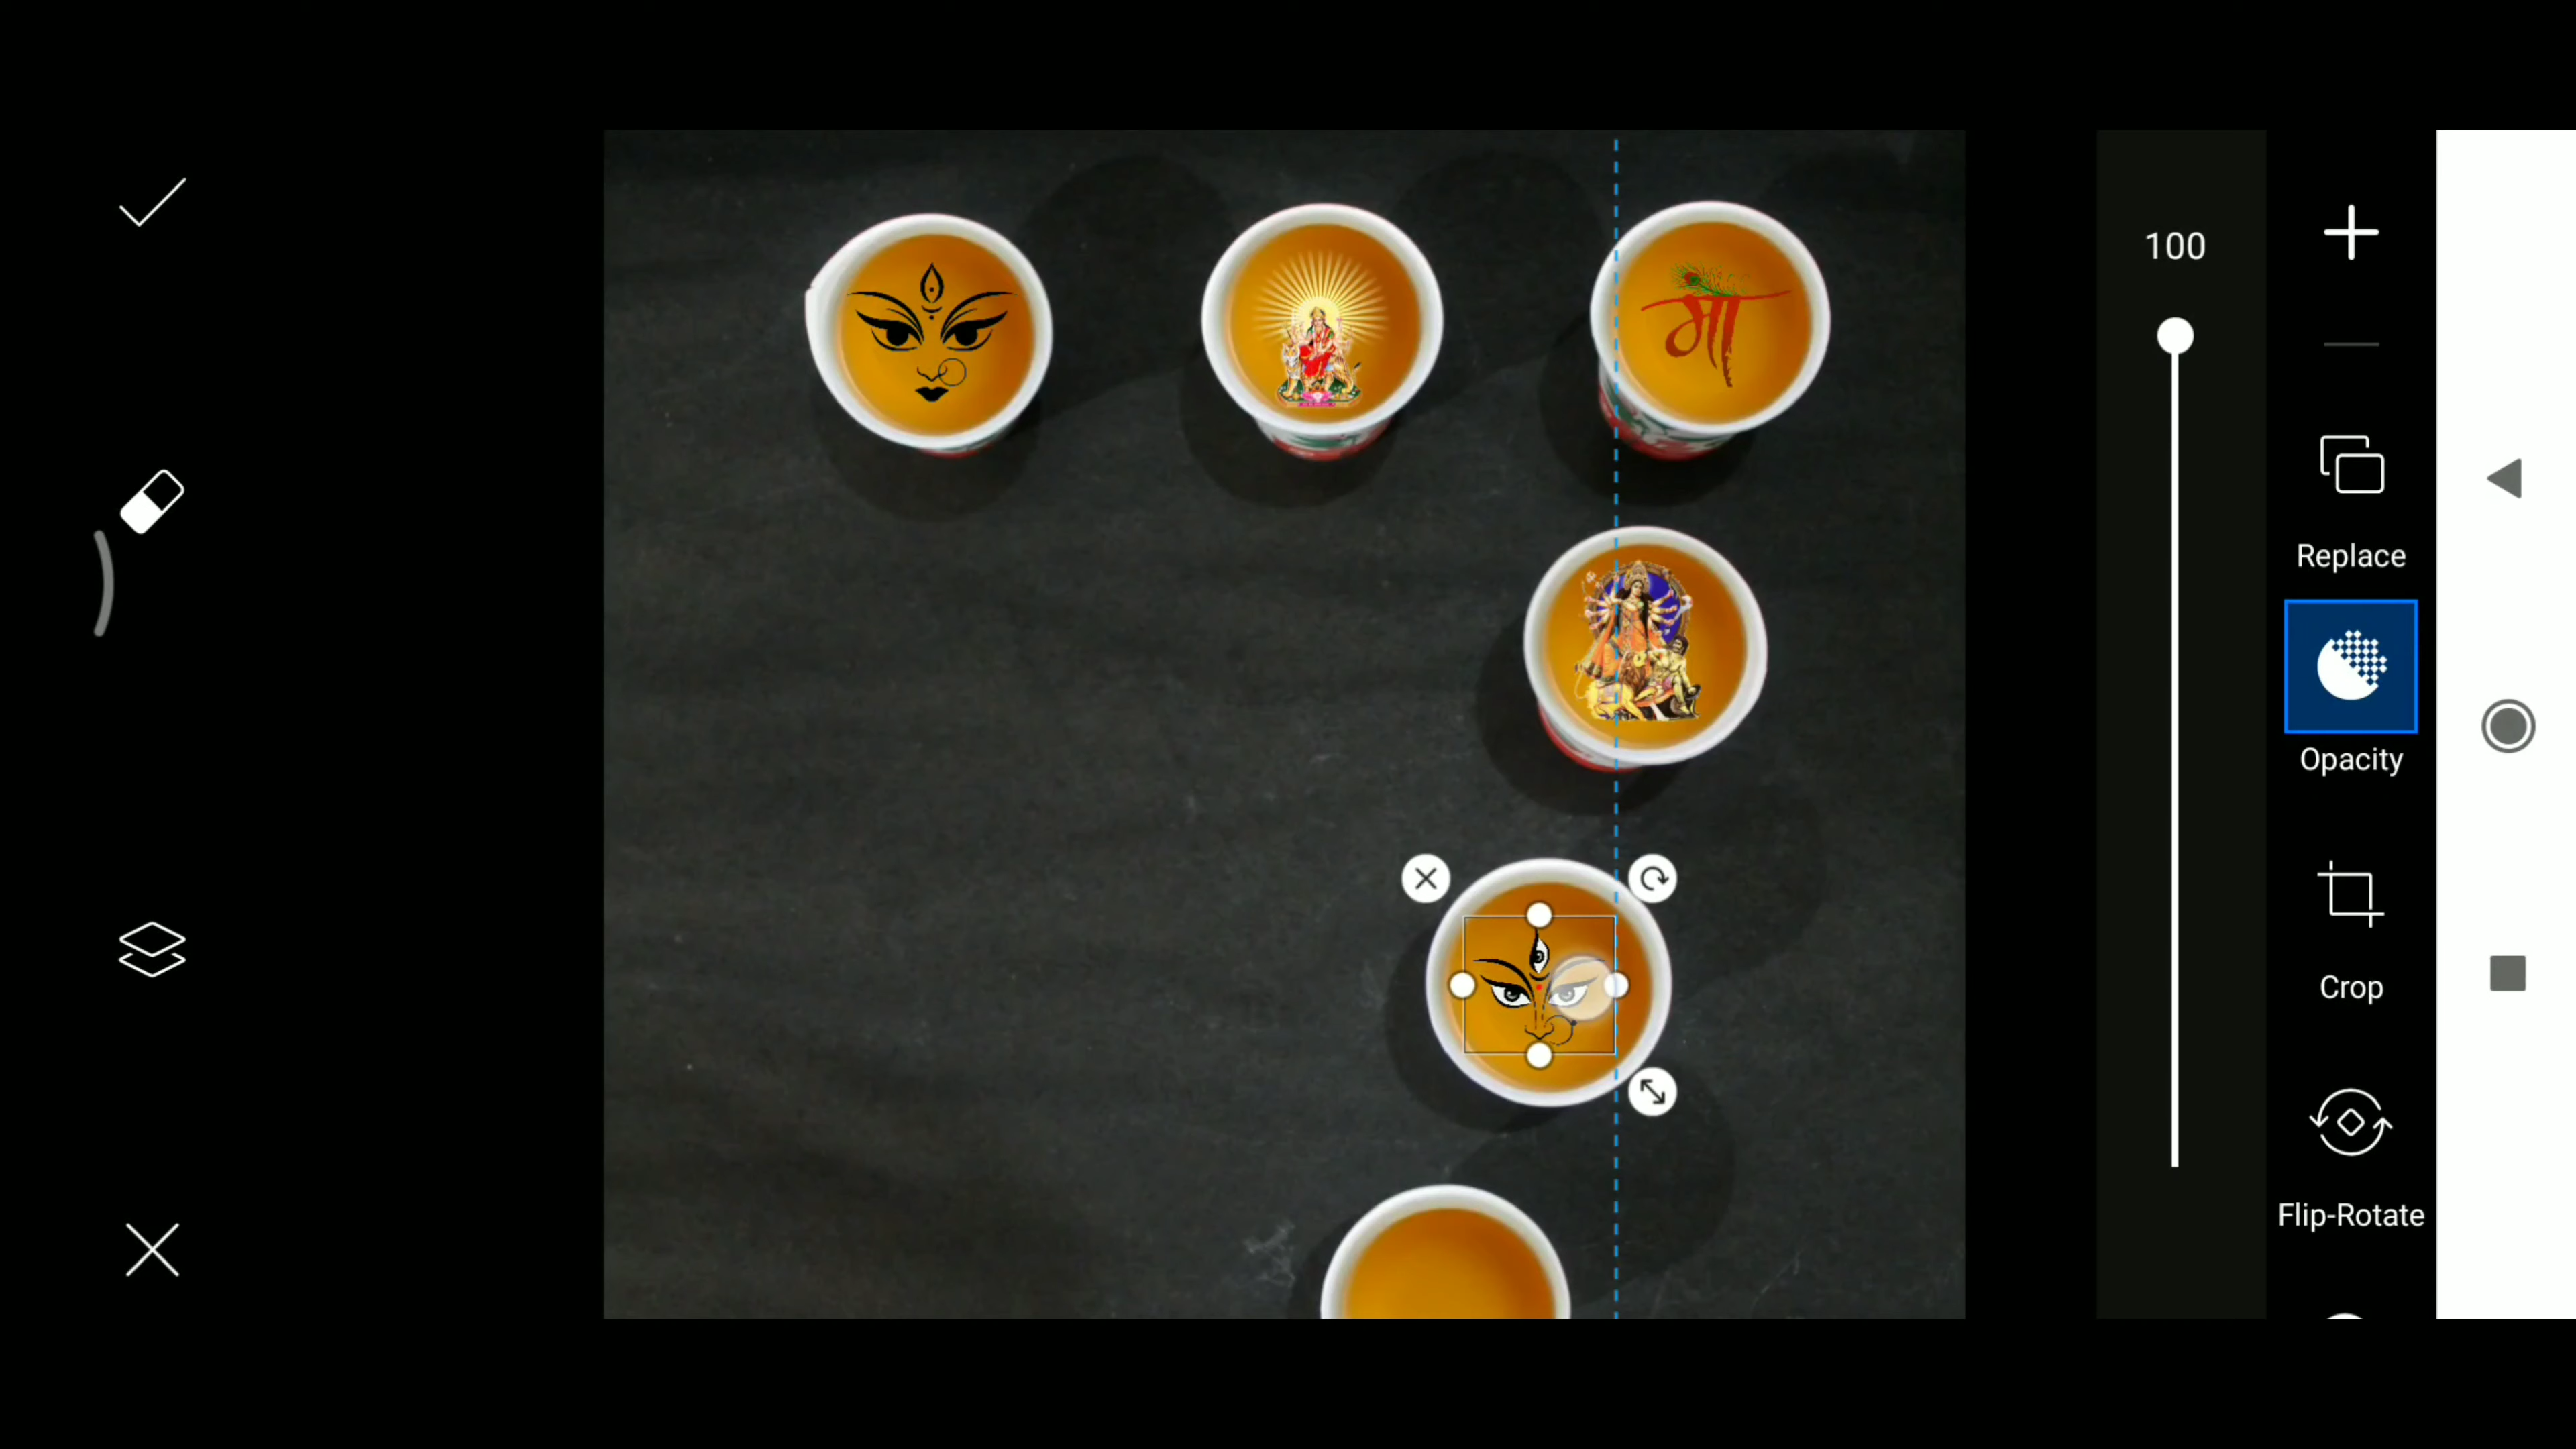 100
माँ
Replace
Opacity
Crop
Flip-Rotate